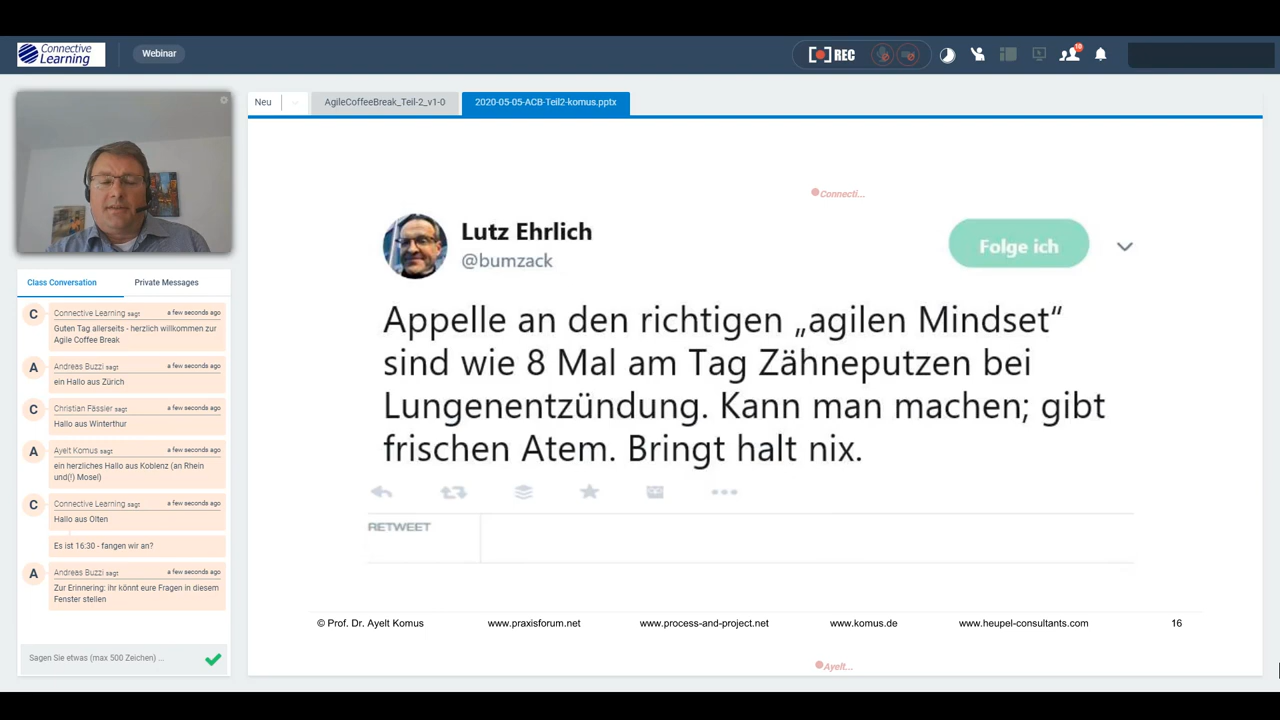 Connective
Learning
Webinar
REC
10
Neu
AgileCoffeeBreak_Teil-2_v1-0
2020-05-05-ACB-Teil2-komus.pptx
Connecti...
Lutz Ehrlich
@bumzack
Folge ich
Appelle an den richtigen „agilen Mindset“
sind wie 8 Mal am Tag Zähneputzen bei
Lungenentzündung. Kann man machen; gibt
frischen Atem. Bringt halt nix.
RETWEET
© Prof. Dr. Ayelt Komus
www.praxisforum.net
www.process-and-project.net
www.komus.de
www.heupel-consultants.com
16
Ayelt...
Class Conversation
Private Messages
C
Connective Learning sagt
a few seconds ago
Guten Tag allerseits - herzlich willkommen zur
Agile Coffee Break
A
Andreas Buzzi sagt
a few seconds ago
ein Hallo aus Zürich
C
Christian Fässler sagt
a few seconds ago
Hallo aus Winterthur
A
Ayelt Komus sagt
a few seconds ago
ein herzliches Hallo aus Koblenz (an Rhein
und(!) Mosel)
C
Connective Learning sagt
a few seconds ago
Hallo aus Olten
Es ist 16:30 - fangen wir an?
A
Andreas Buzzi sagt
a few seconds ago
Zur Erinnerung: ihr könnt eure Fragen in diesem
Fenster stellen
Sagen Sie etwas (max 500 Zeichen) ...